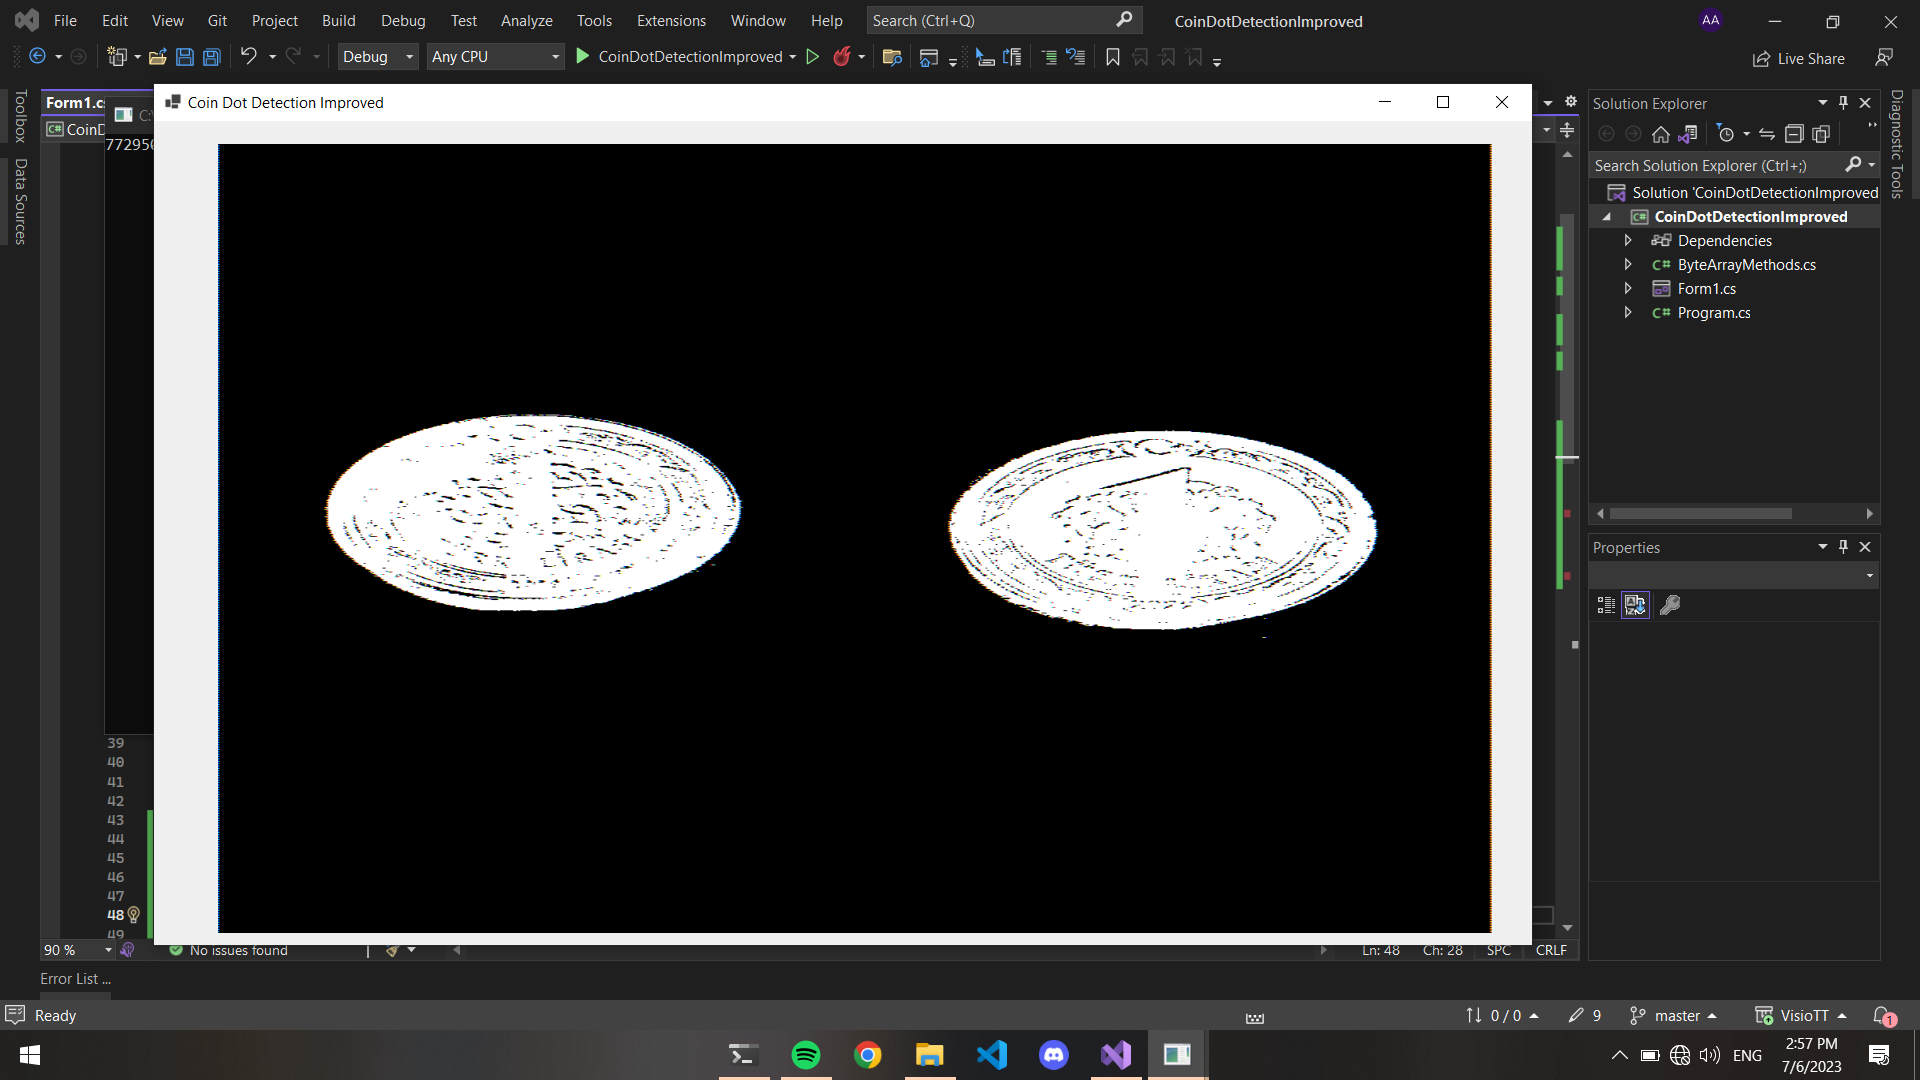 File Edit View Git Project Build Debug Test Analyze Tools Extensions Window Help Search (Ctrl+Q) CoinDotDetectionImproved AA
Debug Any CPU CoinDotDetectionImproved Live Share
Toolbox
Data Sources
Form1.cs
CoinD
C:\
77295
Coin Dot Detection Improved
39
40
41
42
43
44
45
46
47
48
49
90 % No issues found Ln: 48 Ch: 28 SPC CRLF
Solution Explorer
Search Solution Explorer (Ctrl+;)
Solution 'CoinDotDetectionImproved
CoinDotDetectionImproved
Dependencies
C# ByteArrayMethods.cs
Form1.cs
C# Program.cs
Properties
Diagnostic Tools
Error List ...
Ready 0 / 0 9 master VisioTT 1
ENG 2:57 PM
7/6/2023